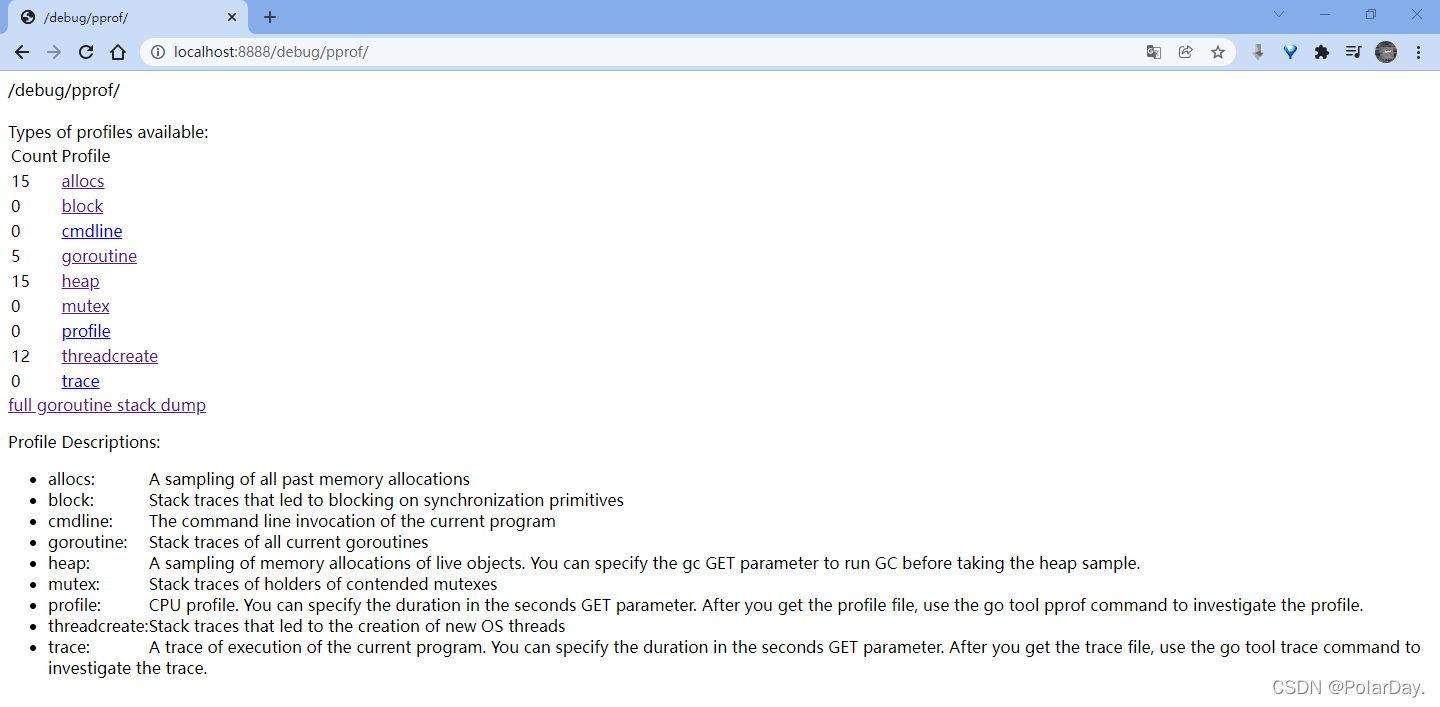 /debug/pprof/
localhost:8888/debug/pprof/
/debug/pprof/
Types of profiles available:
Count Profile
15 allocs
0 block
0 cmdline
5 goroutine
15 heap
0 mutex
0 profile
12 threadcreate
0 trace
full goroutine stack dump
Profile Descriptions:
• allocs: A sampling of all past memory allocations
• block: Stack traces that led to blocking on synchronization primitives
• cmdline: The command line invocation of the current program
• goroutine: Stack traces of all current goroutines
• heap: A sampling of memory allocations of live objects. You can specify the gc GET parameter to run GC before taking the heap sample.
• mutex: Stack traces of holders of contended mutexes
• profile: CPU profile. You can specify the duration in the seconds GET parameter. After you get the profile file, use the go tool pprof command to investigate the profile.
• threadcreate:Stack traces that led to the creation of new OS threads
• trace: A trace of execution of the current program. You can specify the duration in the seconds GET parameter. After you get the trace file, use the go tool trace command to
investigate the trace.
CSDN @PolarDay.